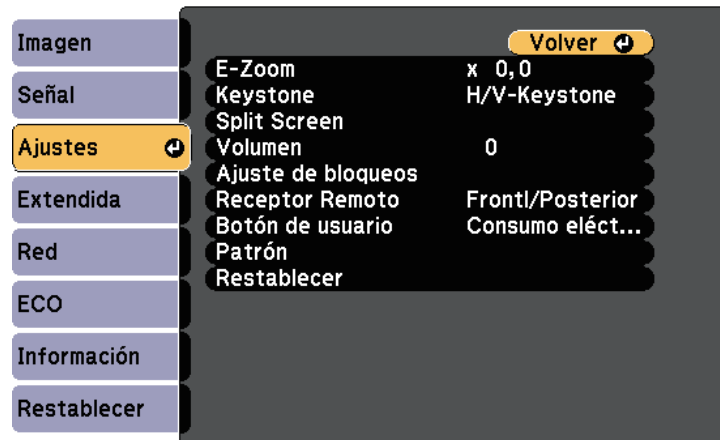 Imagen
Señal
Ajustes
Extendida
Red
ECO
Información
Restablecer
Volver
E-Zoom x 0,0
Keystone H/V-Keystone
Split Screen
Volumen 0
Ajuste de bloqueos
Receptor Remoto Frontl/Posterior
Botón de usuario Consumo eléct...
Patrón
Restablecer